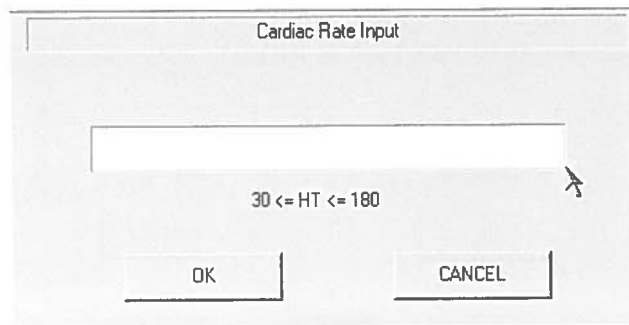 Cardiac Rate Input
30 <= HT <= 180
OK
CANCEL